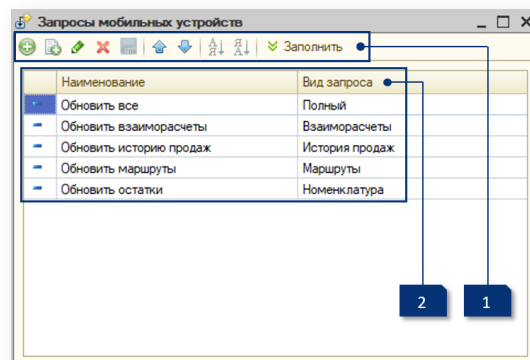 Запросы мобильных устройств
Заполнить
Наименование Вид запроса
Обновить все Полный
Обновить взаиморасчеты Взаиморасчеты
Обновить историю продаж История продаж
Обновить маршруты Маршруты
Обновить остатки Номенклатура
2 1